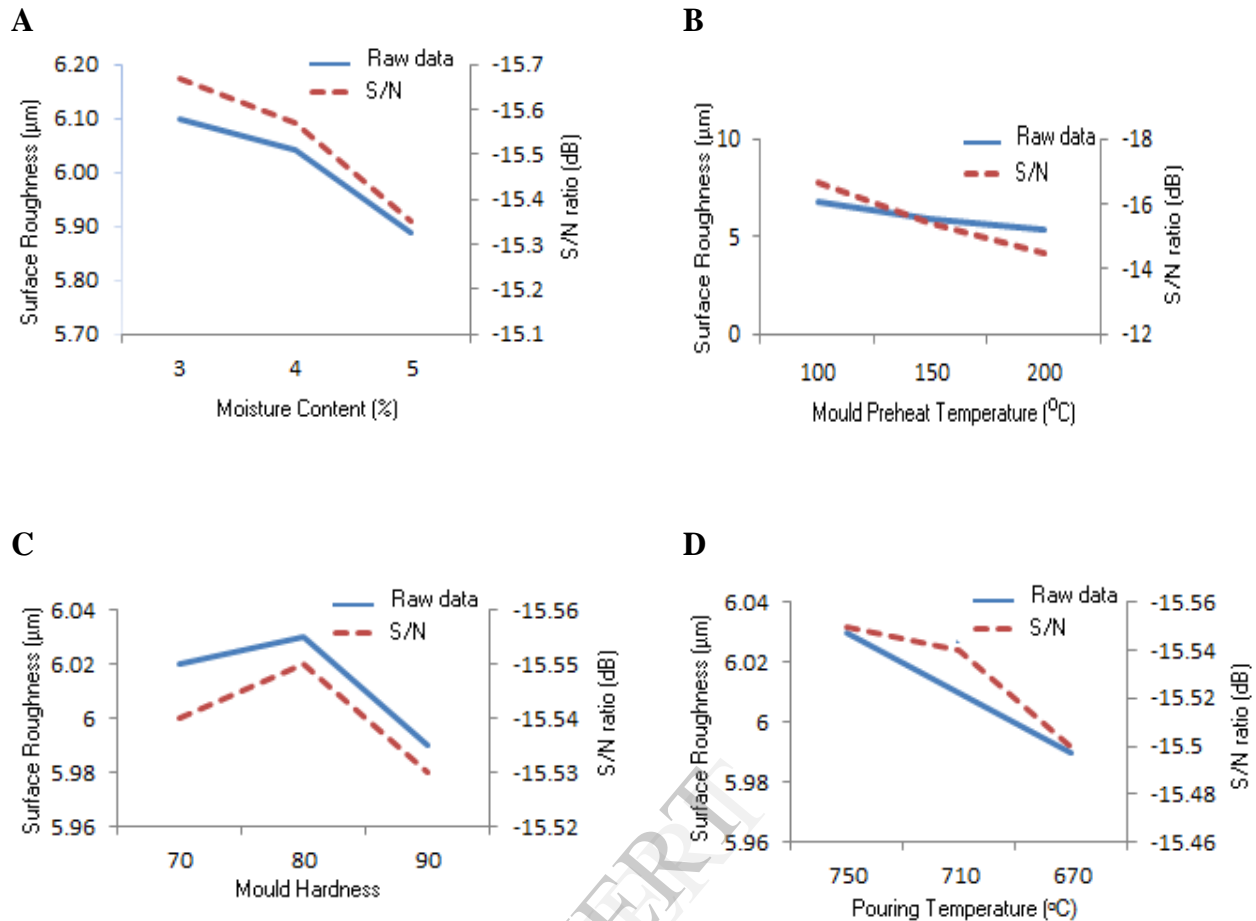 A
Surface Roughness (µm)
6.20
6.10
6.00
5.90
5.80
5.70
Raw data
S/N
-15.7
-15.6
-15.5
-15.4
-15.3
-15.2
-15.1
S/N ratio (dB)
3 4 5
Moisture Content (%)
B
Surface Roughness (µm)
10
5
0
Raw data
S/N
-18
-16
-14
-12
S/N ratio (dB)
100 150 200
Mould Preheat Temperature (⁰C)
C
Surface Roughness (µm)
6.04
6.02
6
5.98
5.96
Raw data
S/N
-15.56
-15.55
-15.54
-15.53
-15.52
S/N ratio (dB)
70 80 90
Mould Hardness
D
Surface Roughness (µm)
6.04
6.02
6
5.98
5.96
Raw data
S/N
-15.56
-15.54
-15.52
-15.5
-15.48
-15.46
S/N ratio (dB)
750 710 670
Pouring Temperature (ºC)